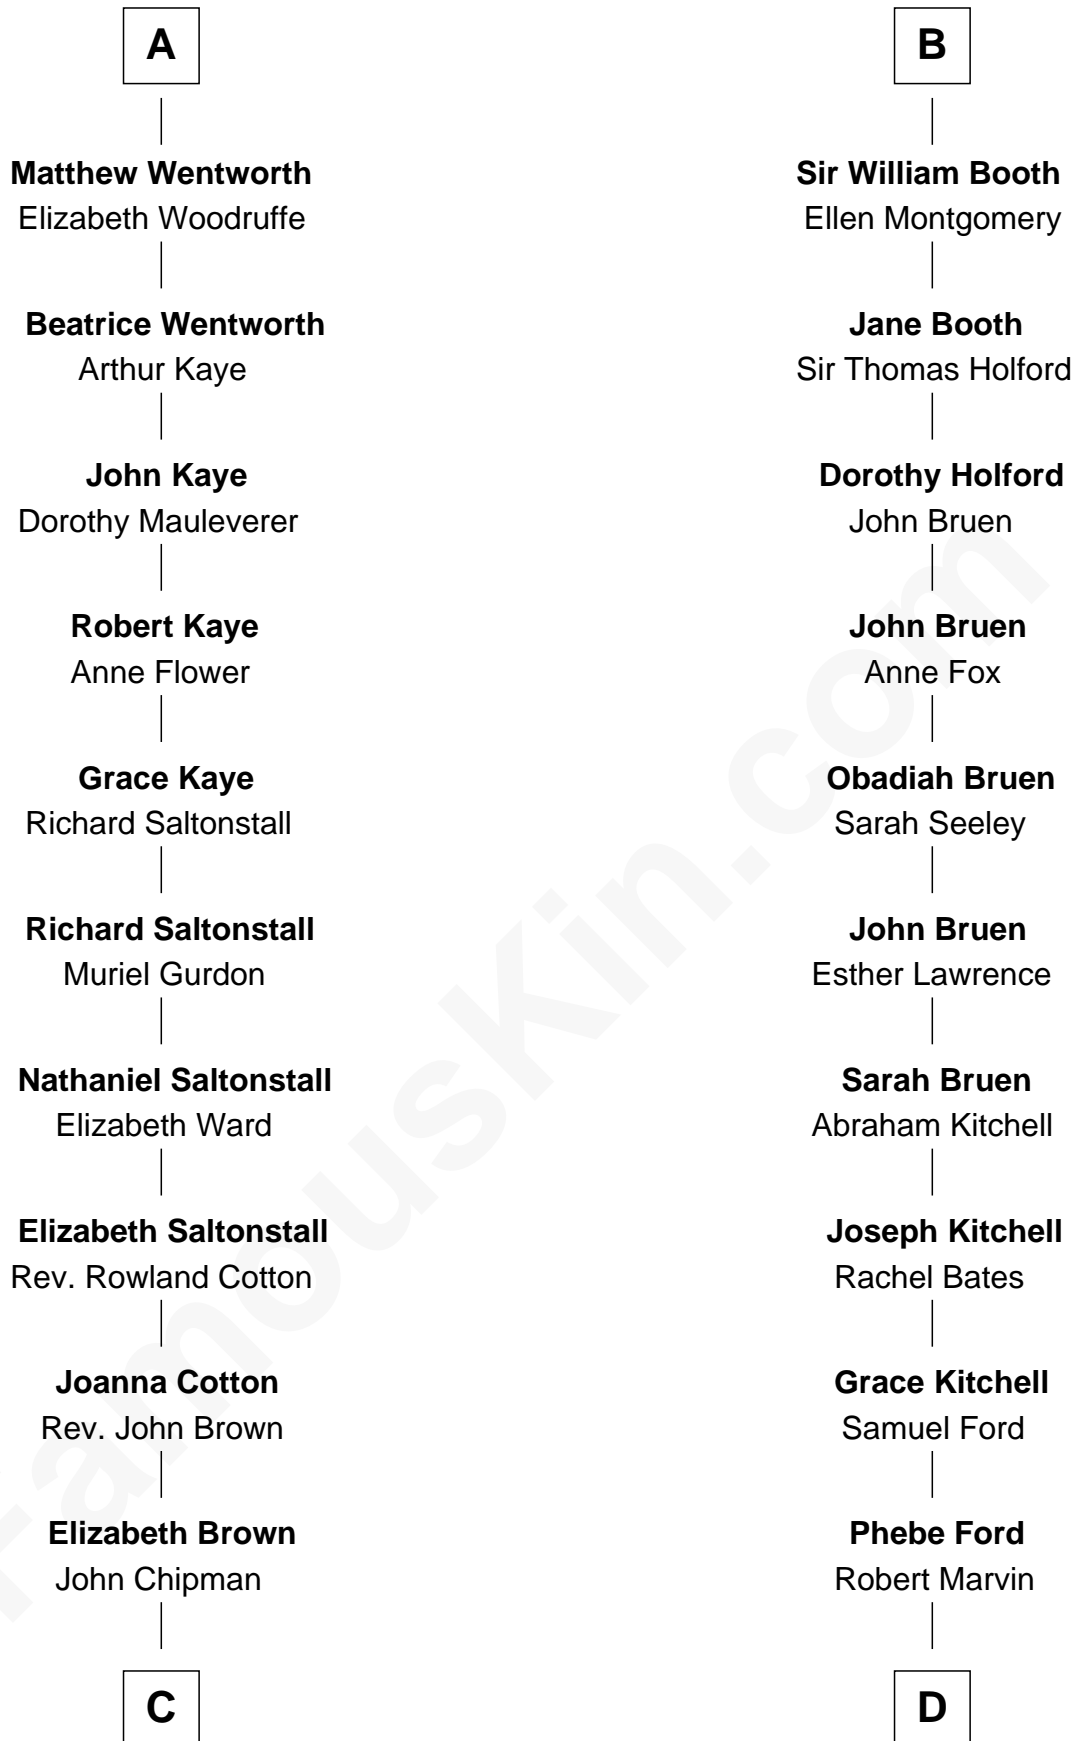 A
Matthew Wentworth
Elizabeth Woodruffe
Beatrice Wentworth
Arthur Kaye
John Kaye
Dorothy Mauleverer
Robert Kaye
Anne Flower
Grace Kaye
Richard Saltonstall
Richard Saltonstall
Muriel Gurdon
Nathaniel Saltonstall
Elizabeth Ward
Elizabeth Saltonstall
Rev. Rowland Cotton
Joanna Cotton
Rev. John Brown
Elizabeth Brown
John Chipman
C
B
Sir William Booth
Ellen Montgomery
Jane Booth
Sir Thomas Holford
Dorothy Holford
John Bruen
John Bruen
Anne Fox
Obadiah Bruen
Sarah Seeley
John Bruen
Esther Lawrence
Sarah Bruen
Abraham Kitchell
Joseph Kitchell
Rachel Bates
Grace Kitchell
Samuel Ford
Phebe Ford
Robert Marvin
D
FamousKin.com